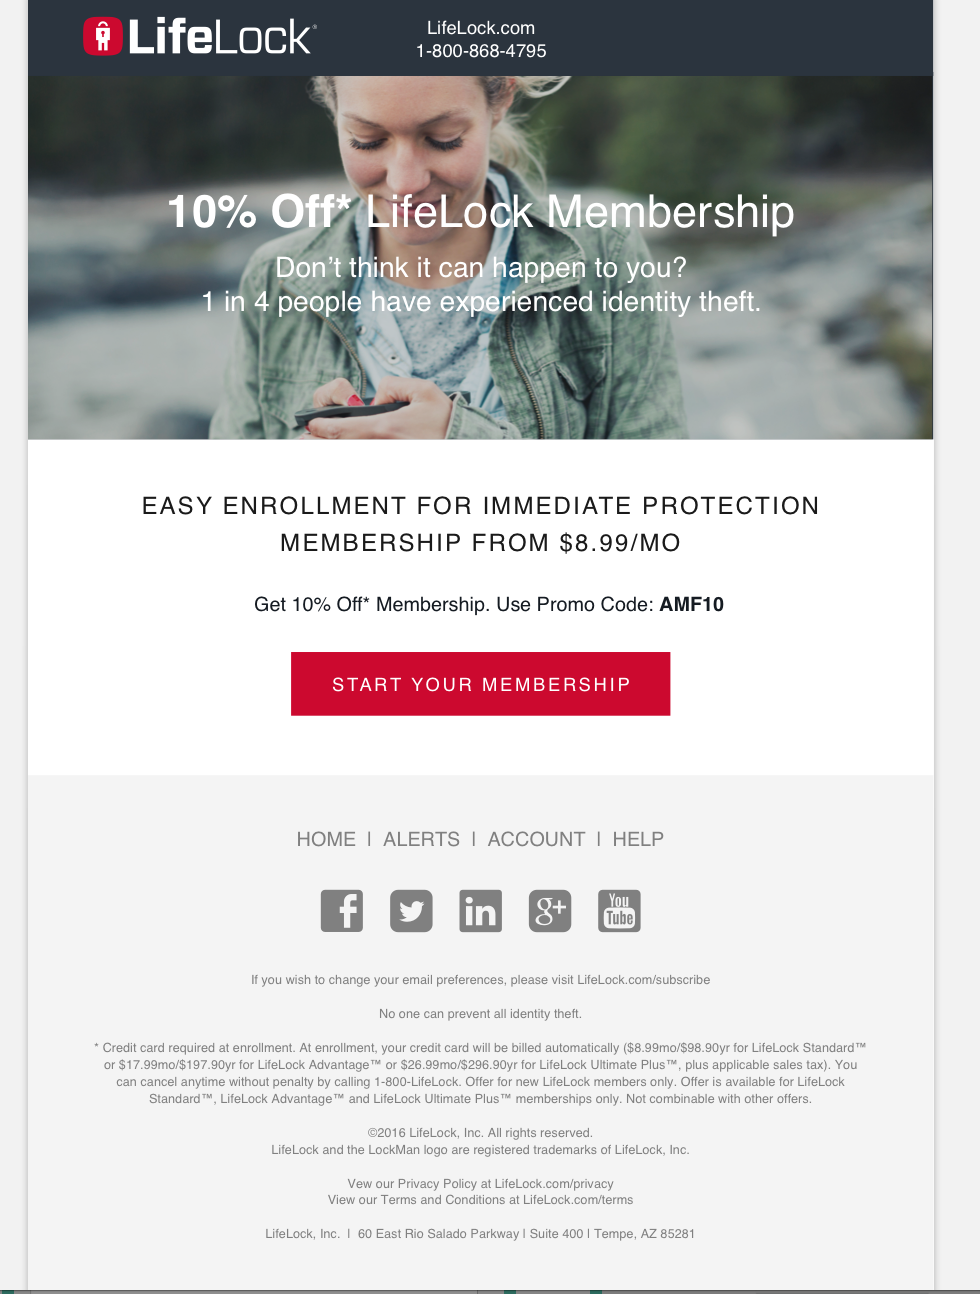 LifeLock®
LifeLock.com
1-800-868-4795
10% Off* LifeLock Membership
Don't think it can happen to you?
1 in 4 people have experienced identity theft.
EASY ENROLLMENT FOR IMMEDIATE PROTECTION
MEMBERSHIP FROM $8.99/MO
Get 10% Off* Membership. Use Promo Code: AMF10
START YOUR MEMBERSHIP
HOME | ALERTS | ACCOUNT | HELP
f in g+ You Tube
If you wish to change your email preferences, please visit LifeLock.com/subscribe
No one can prevent all identity theft.
* Credit card required at enrollment. At enrollment, your credit card will be billed automatically ($8.99mo/$98.90yr for LifeLock Standard™
or $17.99mo/$197.90yr for LifeLock Advantage™ or $26.99mo/$296.90yr for LifeLock Ultimate Plus™, plus applicable sales tax). You
can cancel anytime without penalty by calling 1-800-LifeLock. Offer for new LifeLock members only. Offer is available for LifeLock
Standard™, LifeLock Advantage™ and LifeLock Ultimate Plus™ memberships only. Not combinable with other offers.
©2016 LifeLock, Inc. All rights reserved.
LifeLock and the LockMan logo are registered trademarks of LifeLock, Inc.
Vew our Privacy Policy at LifeLock.com/privacy
View our Terms and Conditions at LifeLock.com/terms
LifeLock, Inc. | 60 East Rio Salado Parkway | Suite 400 | Tempe, AZ 85281